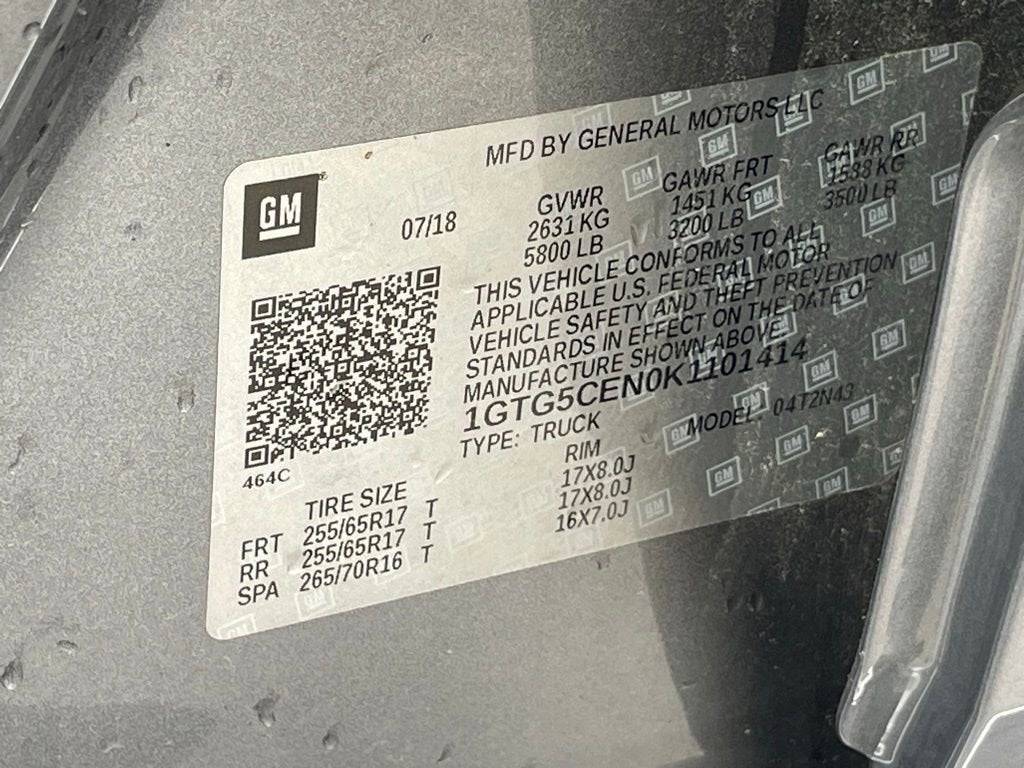 MFD BY GENERAL MOTORS LLC
GM
07/18
GVWR GAWR FRT GAWR RR
2631 KG 1451 KG 1588 KG
5800 LB 3200 LB 3500 LB
THIS VEHICLE CONFORMS TO ALL
APPLICABLE U.S. FEDERAL MOTOR
VEHICLE SAFETY AND THEFT PREVENTION
STANDARDS IN EFFECT ON THE DATE OF
MANUFACTURE SHOWN ABOVE.
1GTG5CEN0K1101414
TYPE: TRUCK MODEL: 04T2N43
464C
TIRE SIZE RIM
FRT 255/65R17 T 17X8.0J
RR 255/65R17 T 17X8.0J
SPA 265/70R16 T 16X7.0J